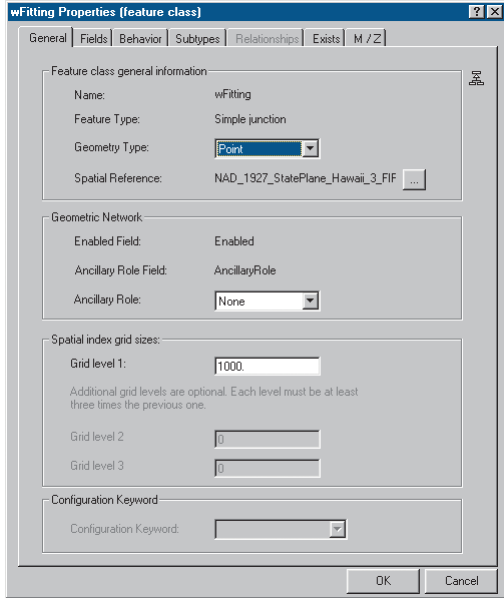 wFitting Properties (feature class)
General Fields Behavior Subtypes Relationships Exists M / Z
Feature class general information
Name: wFitting
Feature Type: Simple junction
Geometry Type: Point
Spatial Reference: NAD_1927_StatePlane_Hawaii_3_FIF ...
Geometric Network
Enabled Field: Enabled
Ancillary Role Field: AncillaryRole
Ancillary Role: None
Spatial index grid sizes:
Grid level 1: 1000.
Additional grid levels are optional. Each level must be at least
three times the previous one.
Grid level 2 0
Grid level 3 0
Configuration Keyword
Configuration Keyword:
OK Cancel